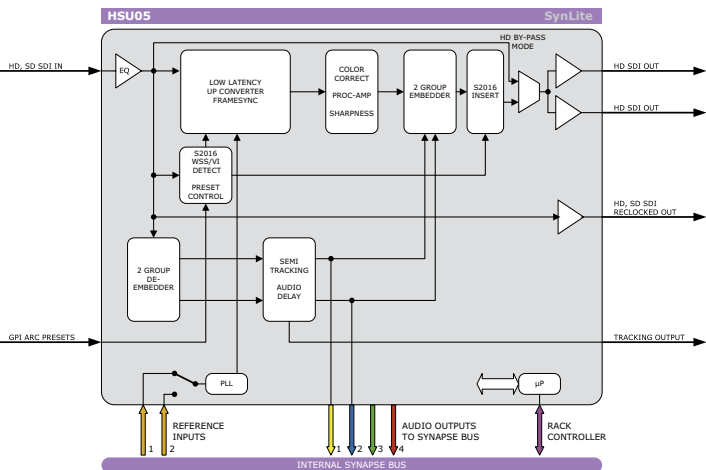 HSU05
SynLite
HD BY-PASS
MODE
HD, SD SDI IN
EQ
LOW LATENCY
UP CONVERTER
FRAMESYNC
COLOR
CORRECT
PROC-AMP
SHARPNESS
2 GROUP
EMBEDDER
S2016
INSERT
HD SDI OUT
HD SDI OUT
S2016
WSS/VI
DETECT
PRESET
CONTROL
HD, SD SDI
RECLOCKED OUT
2 GROUP
DE-
EMBEDDER
SEMI
TRACKING
AUDIO
DELAY
GPI ARC PRESETS
TRACKING OUTPUT
PLL
µP
REFERENCE
INPUTS
1
2
1
2
3
4
AUDIO OUTPUTS
TO SYNAPSE BUS
RACK
CONTROLLER
INTERNAL SYNAPSE BUS